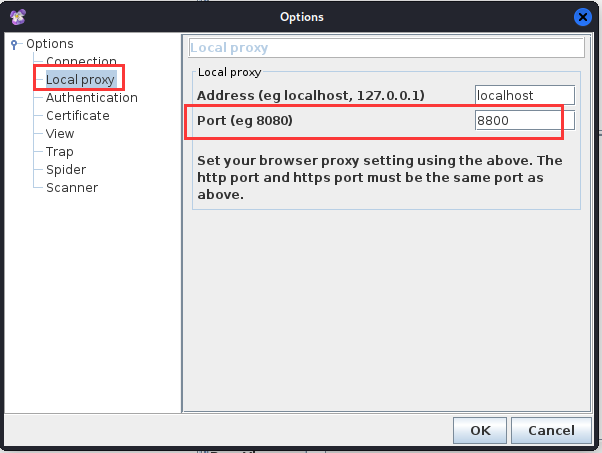 Options
Options
Connection
Local proxy
Authentication
Certificate
View
Trap
Spider
Scanner
Local proxy
Local proxy
Address (eg localhost, 127.0.0.1)
localhost
Port (eg 8080)
8800
Set your browser proxy setting using the above. The
http port and https port must be the same port as
above.
OK
Cancel